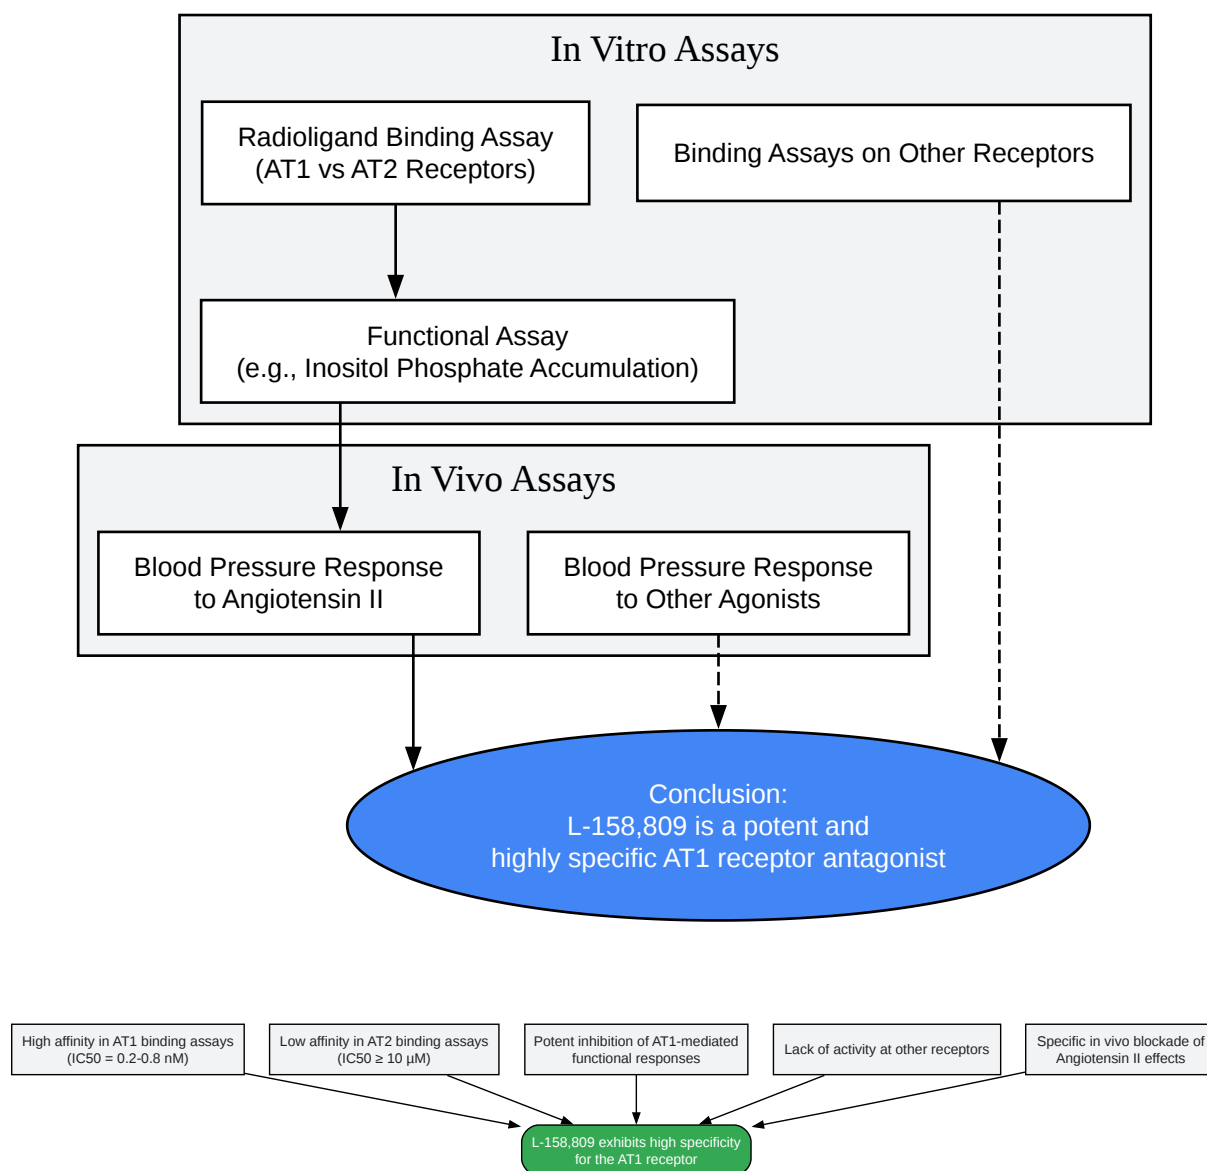 In Vitro Assays
Radioligand Binding Assay
(AT1 vs AT2 Receptors)
Binding Assays on Other Receptors
Functional Assay
(e.g., Inositol Phosphate Accumulation)
In Vivo Assays
Blood Pressure Response
to Angiotensin II
Blood Pressure Response
to Other Agonists
Conclusion:
L-158,809 is a potent and
highly specific AT1 receptor antagonist
High affinity in AT1 binding assays
(IC50 = 0.2-0.8 nM)
Low affinity in AT2 binding assays
(IC50 ≥ 10 µM)
Potent inhibition of AT1-mediated
functional responses
Lack of activity at other receptors
Specific in vivo blockade of
Angiotensin II effects
L-158,809 exhibits high specificity
for the AT1 receptor